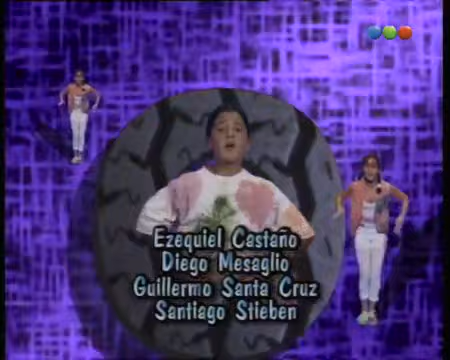 Ezequiel Castaño
Diego Mesaglio
Guillermo Santa Cruz
Santiago Stieben